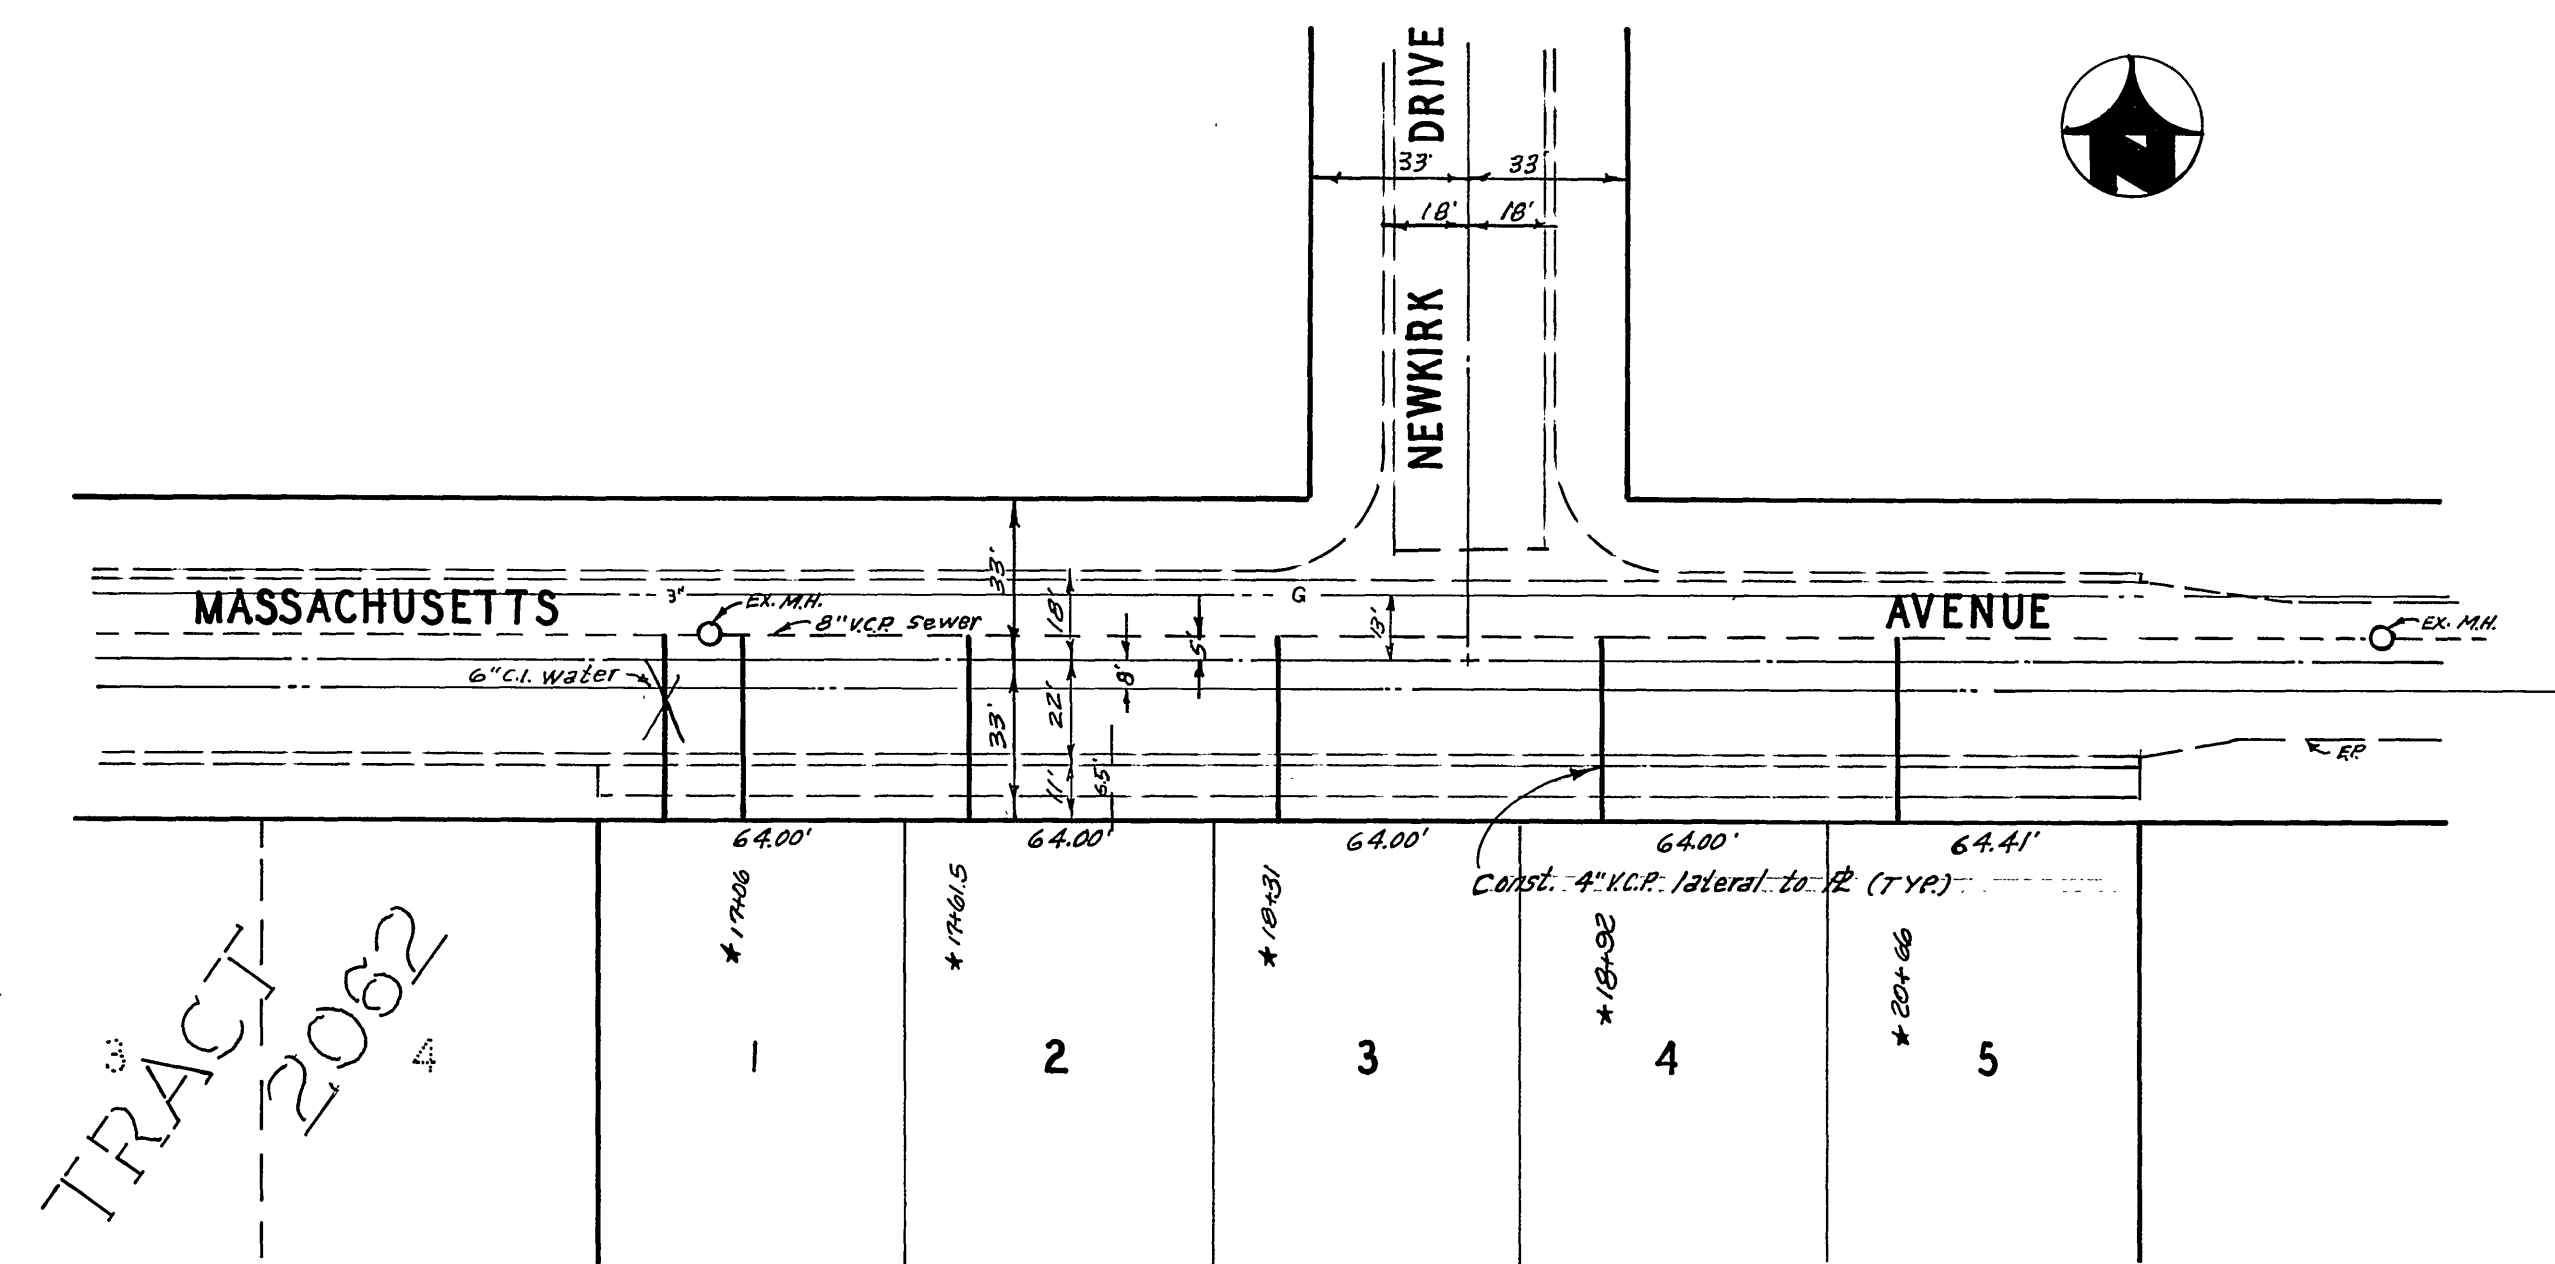 NEWKIRK DRIVE
N
33' 33'
18' 18'
MASSACHUSETTS AVENUE
3"
G
EX. M.H.
8" V.C.P. sewer
EX. M.H.
6" C.I. water
33'
18'
13'
5'
8'
22'
33'
11'
5.5'
E.P.
64.00' 64.00' 64.00' 64.00' 64.41'
Const. 4" V.C.P. lateral to PL (TYP.)
* 17+06
* 17+61.5
* 18+31
* 18+92
* 20+66
TRACT
2062
3 4 1 2 3 4 5